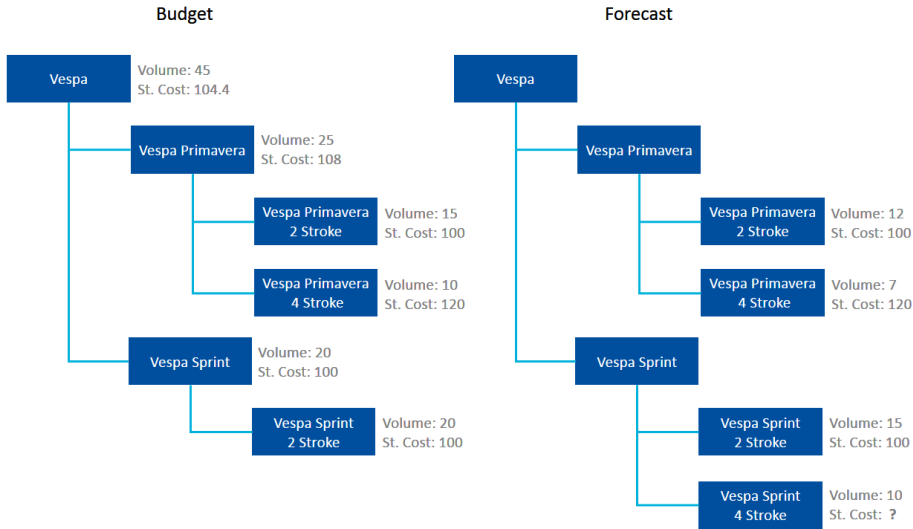 Budget
Vespa
Volume: 45
St. Cost: 104.4
Vespa Primavera
Volume: 25
St. Cost: 108
Vespa Primavera
2 Stroke
Volume: 15
St. Cost: 100
Vespa Primavera
4 Stroke
Volume: 10
St. Cost: 120
Vespa Sprint
Volume: 20
St. Cost: 100
Vespa Sprint
2 Stroke
Volume: 20
St. Cost: 100
Forecast
Vespa
Vespa Primavera
Vespa Primavera
2 Stroke
Volume: 12
St. Cost: 100
Vespa Primavera
4 Stroke
Volume: 7
St. Cost: 120
Vespa Sprint
Vespa Sprint
2 Stroke
Volume: 15
St. Cost: 100
Vespa Sprint
4 Stroke
Volume: 10
St. Cost: ?